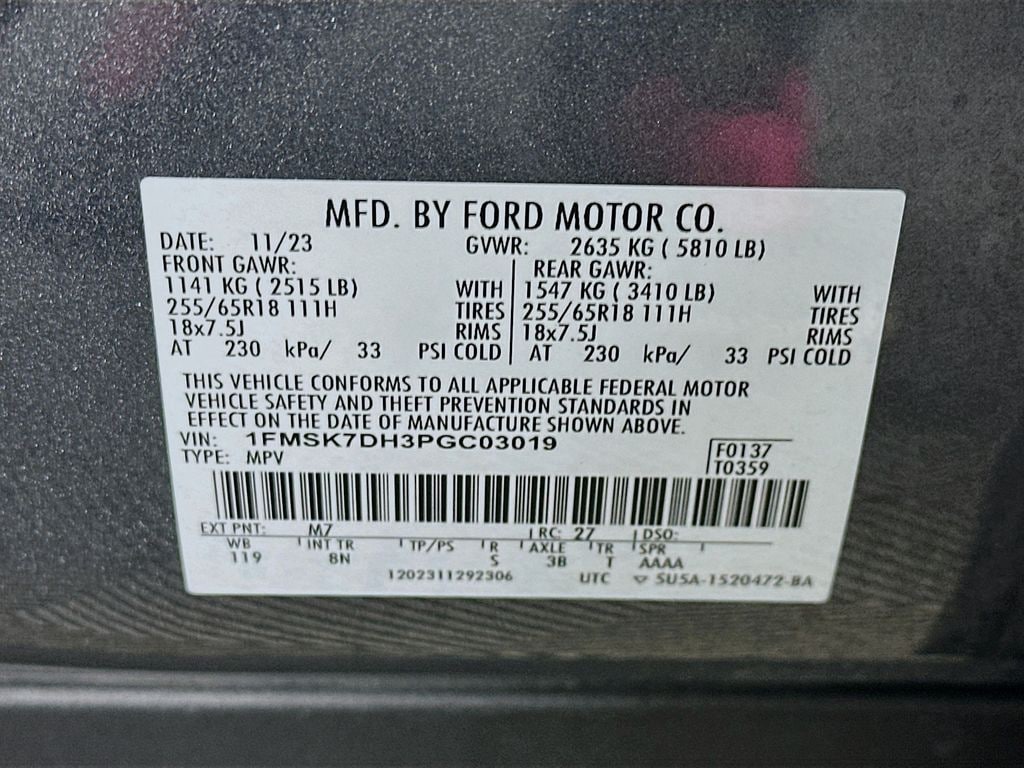 MFD. BY FORD MOTOR CO.
DATE: 11/23 GVWR: 2635 KG ( 5810 LB)
FRONT GAWR: REAR GAWR:
1141 KG ( 2515 LB) WITH 1547 KG ( 3410 LB) WITH
255/65R18 111H TIRES 255/65R18 111H TIRES
18x7.5J RIMS 18x7.5J RIMS
AT 230 kPa/ 33 PSI COLD AT 230 kPa/ 33 PSI COLD
THIS VEHICLE CONFORMS TO ALL APPLICABLE FEDERAL MOTOR
VEHICLE SAFETY AND THEFT PREVENTION STANDARDS IN
EFFECT ON THE DATE OF MANUFACTURE SHOWN ABOVE.
VIN: 1FMSK7DH3PGC03019
TYPE: MPV
F0137
T0359
EXT PNT: M7 RC: 27 DSO:
WB INT TR TP/PS R AXLE TR SPR
119 8N S 3B T AAAA
1202311292306 UTC ▽ SU5A-1520472-BA